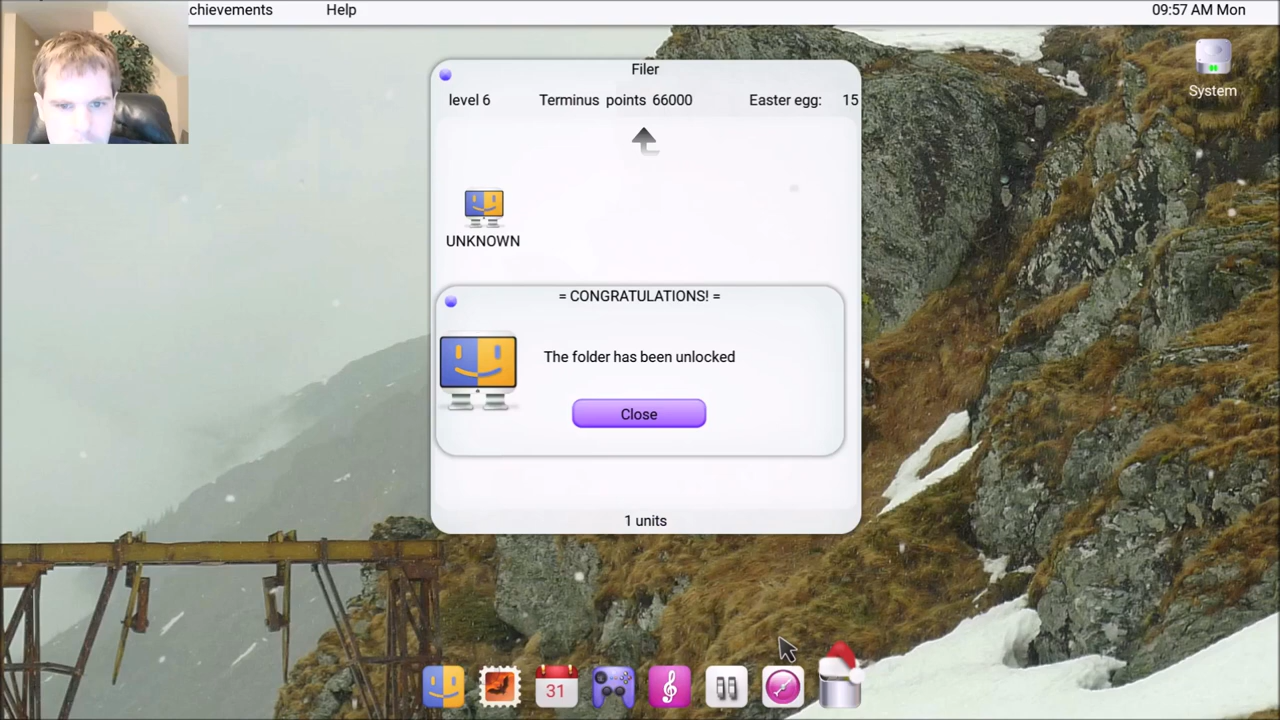 chievements Help 09:57 AM Mon
Filer
level 6 Terminus points 66000 Easter egg: 15
System
UNKNOWN
= CONGRATULATIONS! =
The folder has been unlocked
Close
1 units
31